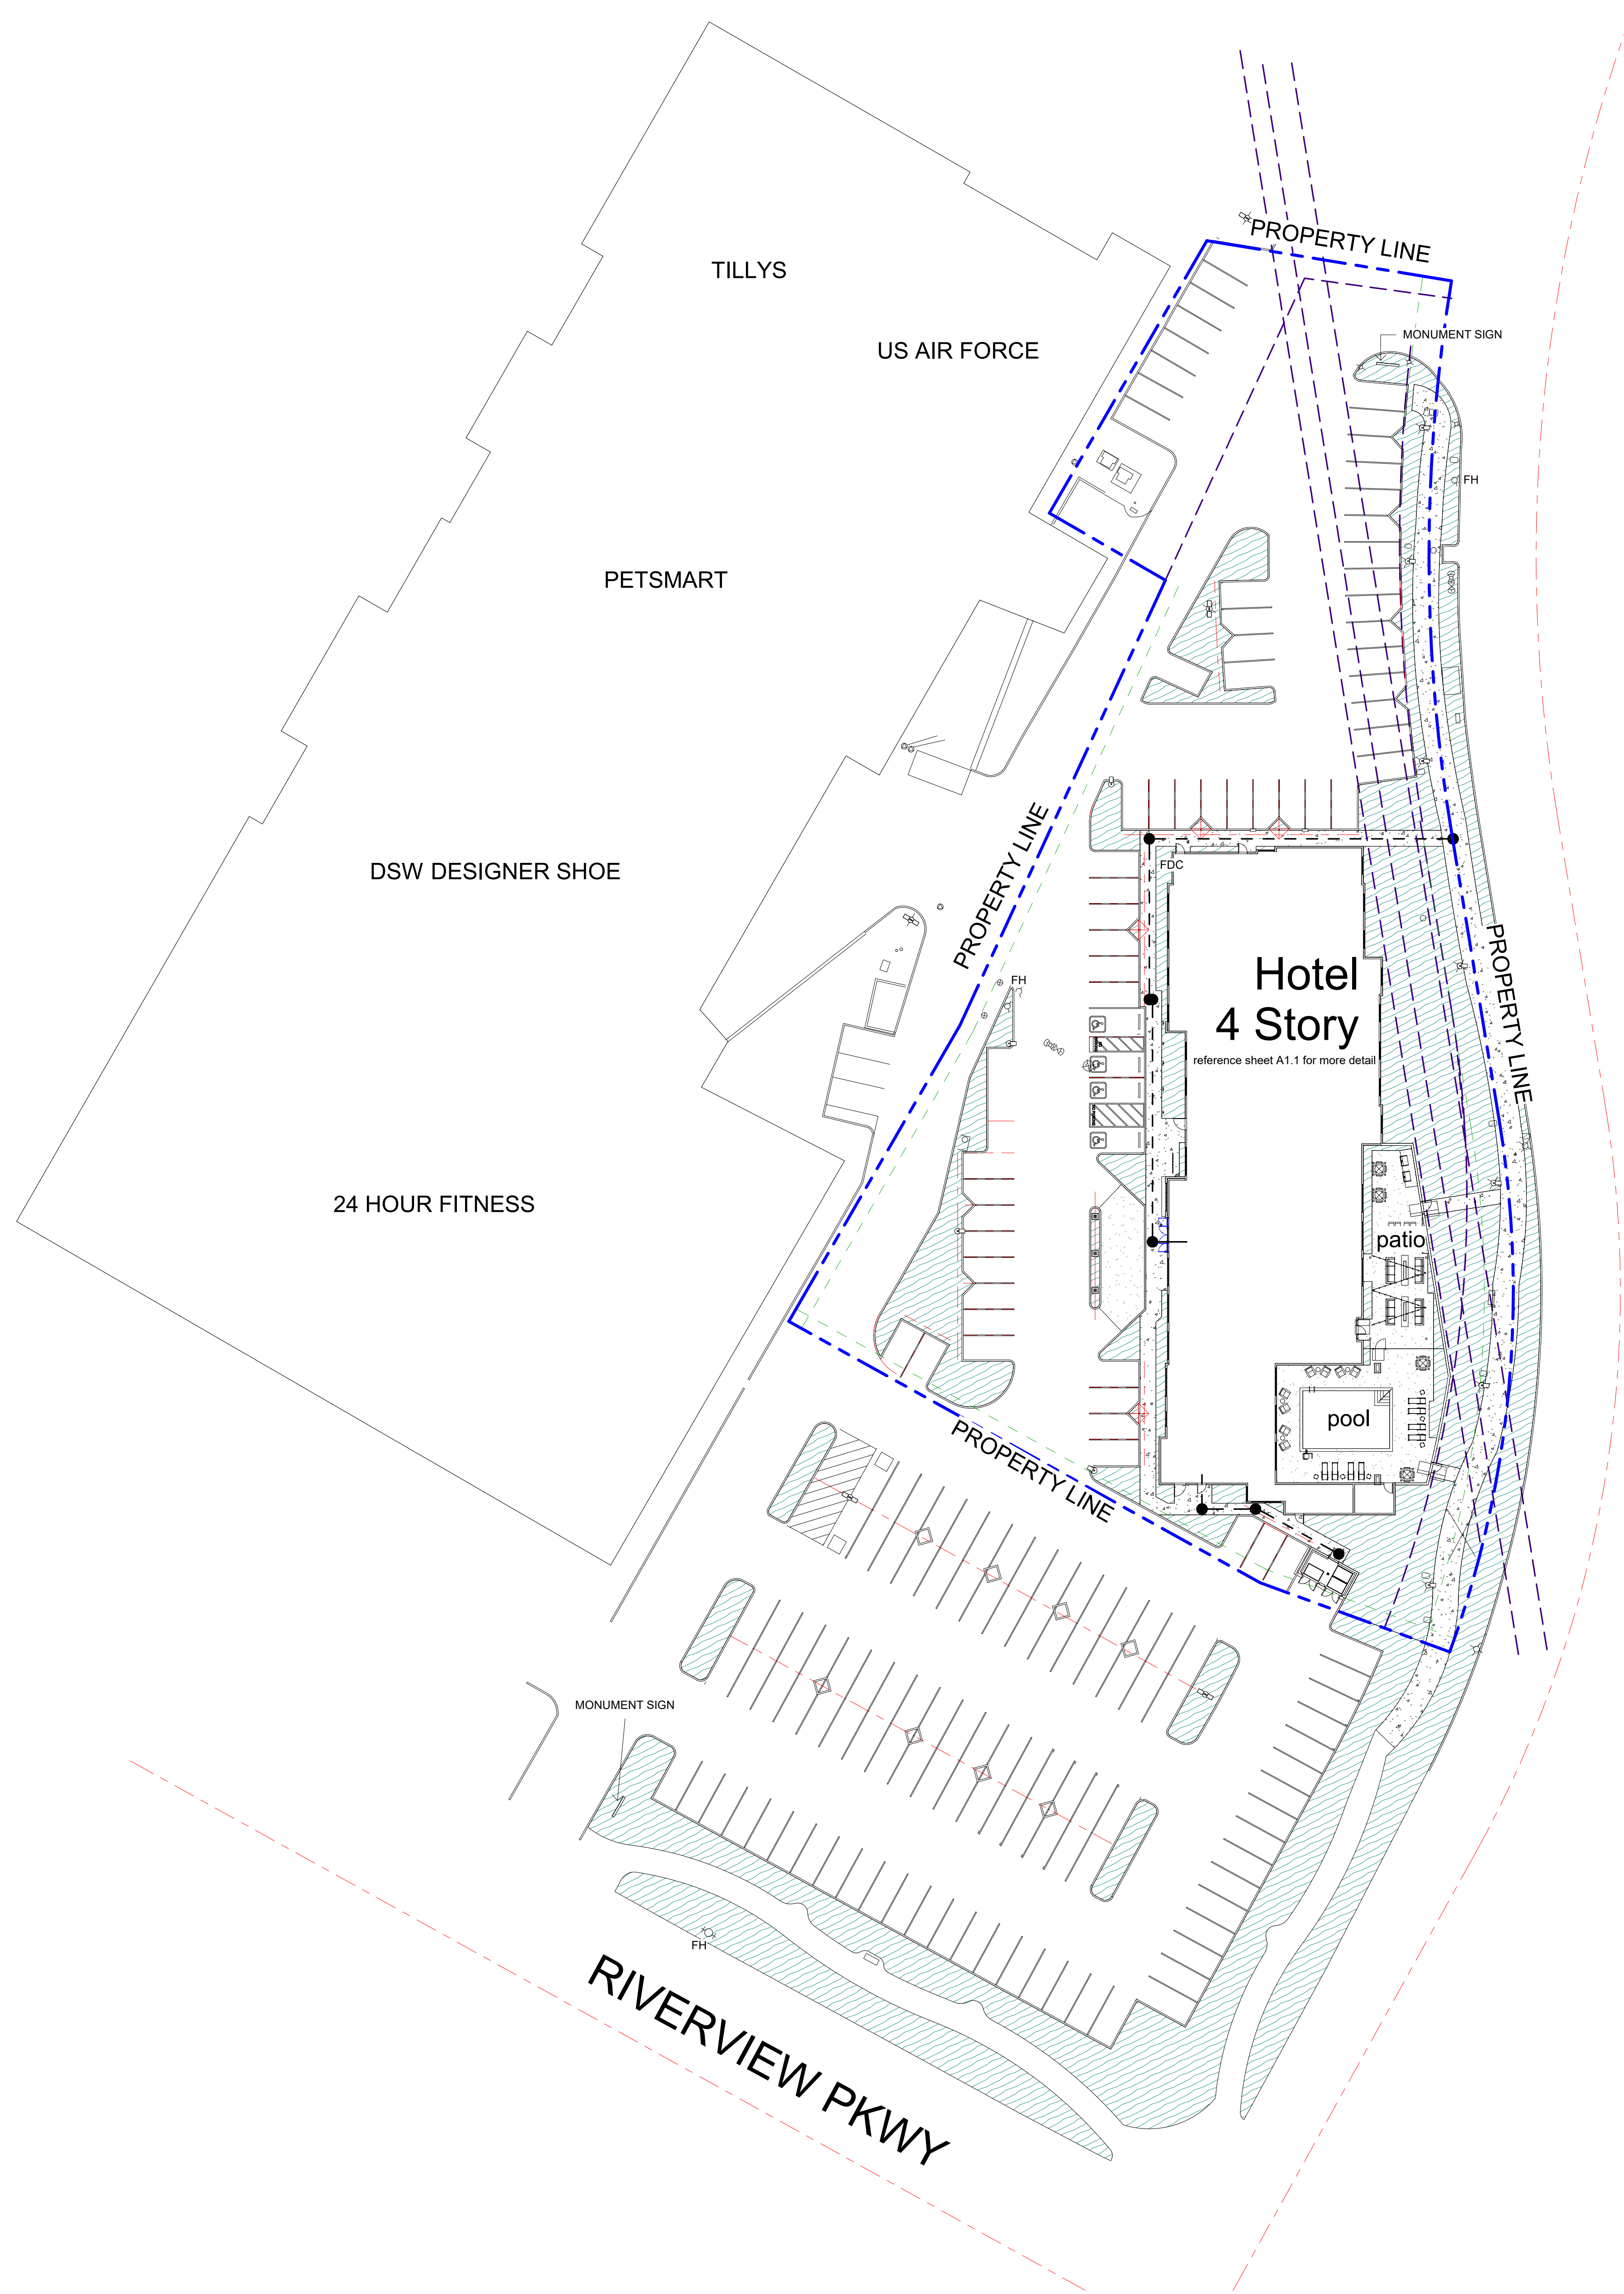 PROPERTY LINE
TILLYS
MONUMENT SIGN
US AIR FORCE
FH
PETSMART
PROPERTY LINE
FDC
DSW DESIGNER SHOE
PROPERTY LINE
FH
Hotel
4 Story
reference sheet A1.1 for more detail
24 HOUR FITNESS
patio
pool
PROPERTY LINE
MONUMENT SIGN
FH
RIVERVIEW PKWY